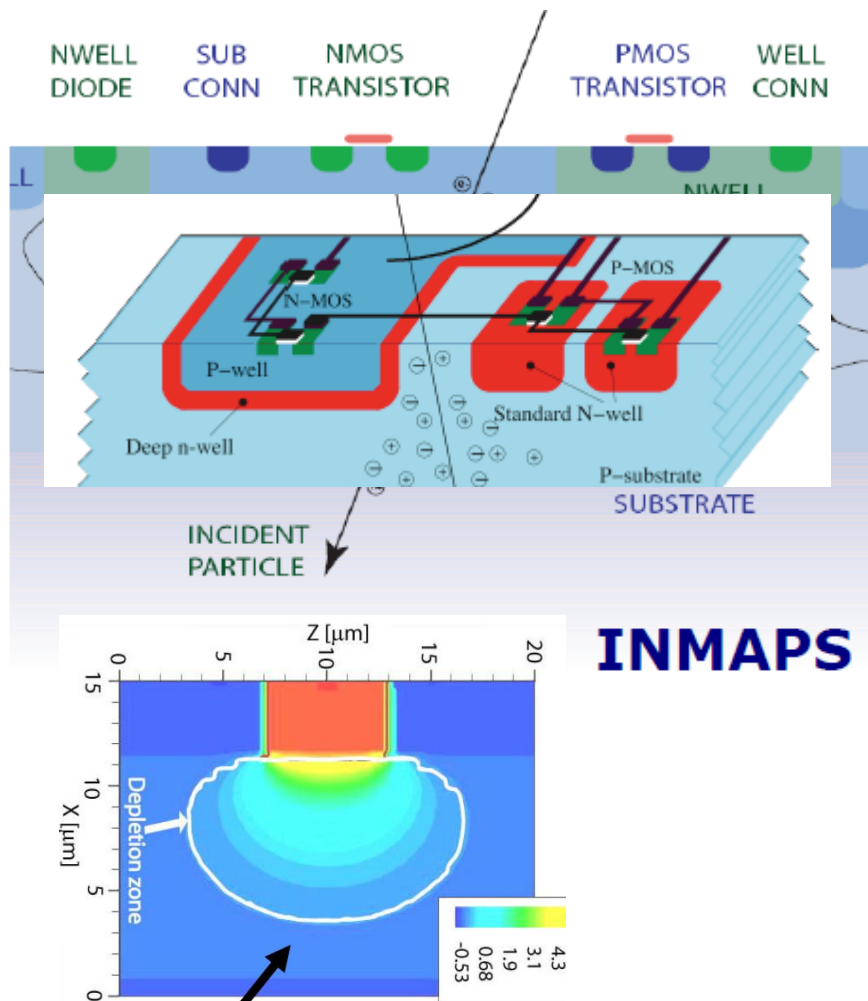 NWELL
DIODE
SUB
CONN
NMOS
TRANSISTOR
PMOS
TRANSISTOR
WELL
CONN
NWELL
N-MOS
P-MOS
P-well
Standard N-well
Deep n-well
P-substrate
SUBSTRATE
INCIDENT
PARTICLE
INMAPS
Z [μm]
0 5 10 15 20
15
10
5
0
X [μm]
Depletion zone
-0.53
0.68
1.9
3.1
4.3